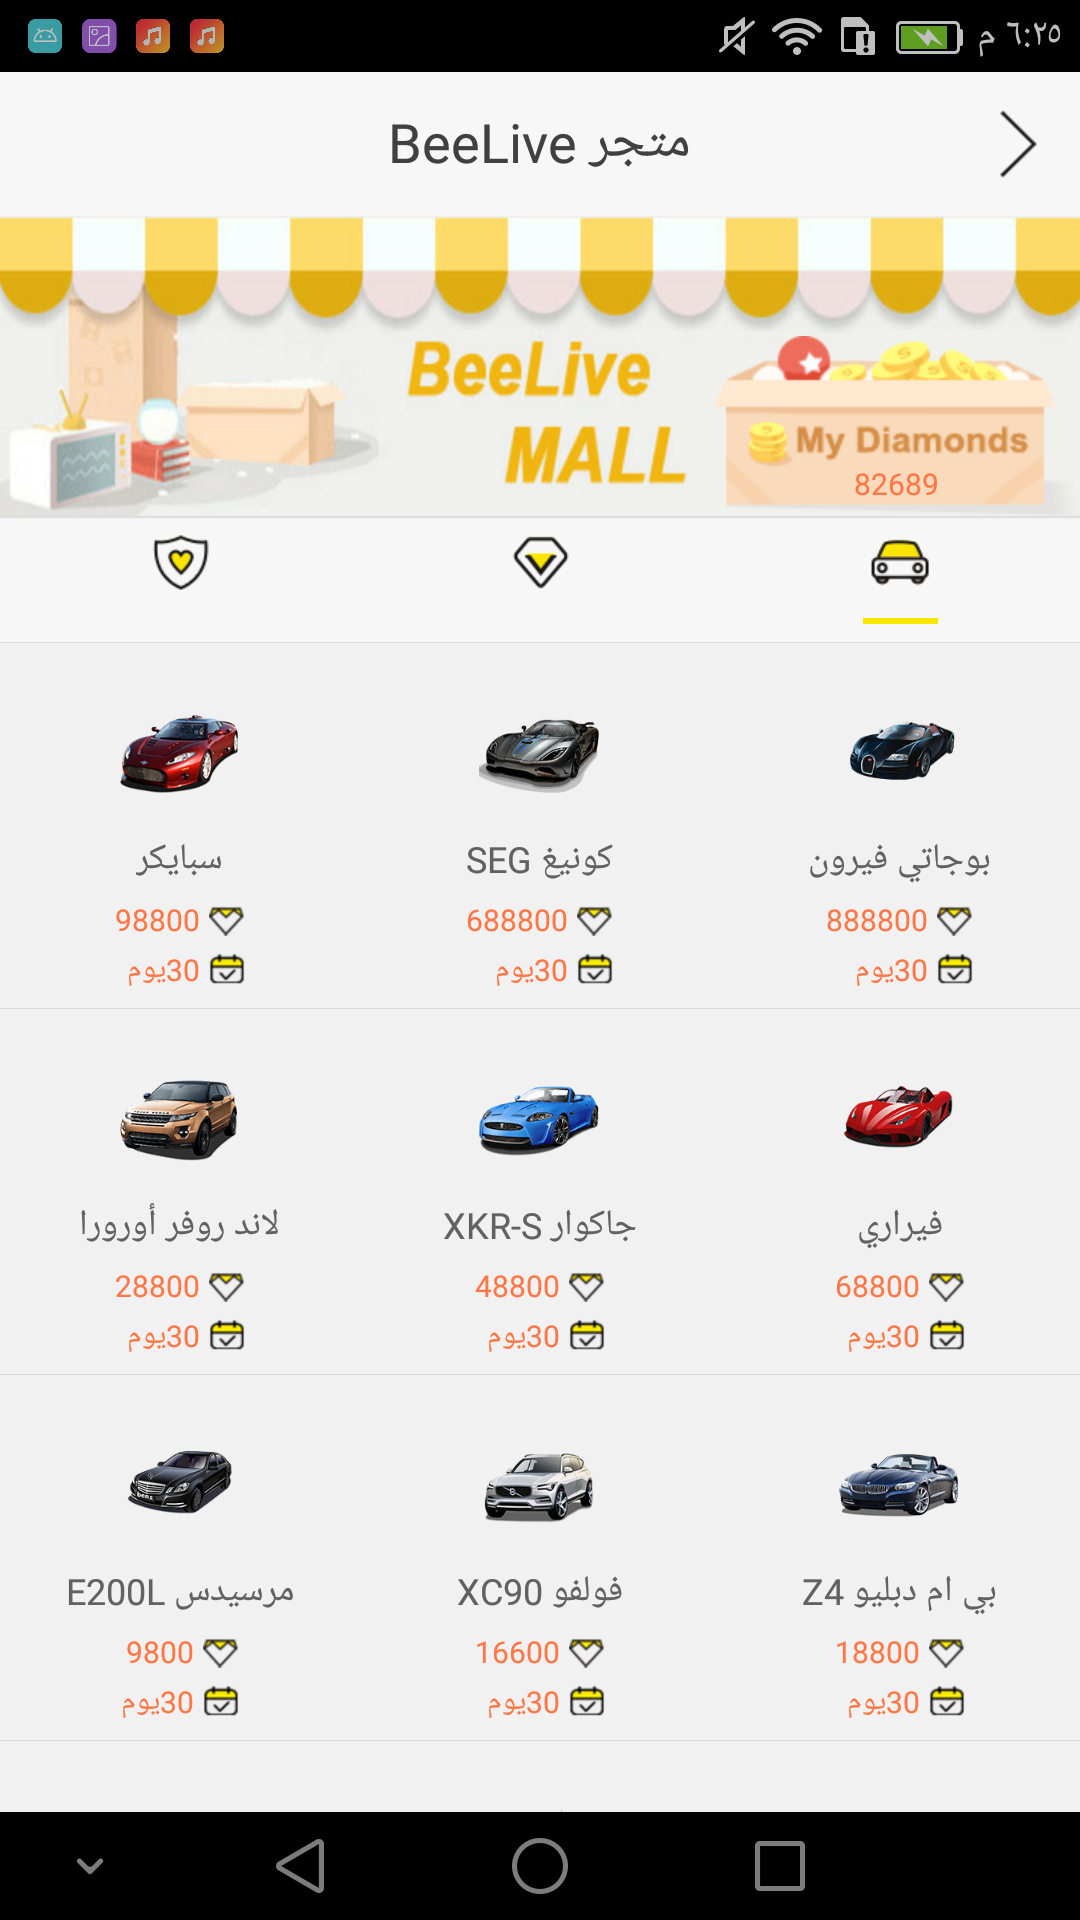 ٦:٢٥ م
متجر BeeLive
BeeLive
MALL
My Diamonds
82689
بوجاتي فيرون
888800
30يوم
كونيغ SEG
688800
30يوم
سبايكر
98800
30يوم
فيراري
68800
30يوم
جاكوار XKR-S
48800
30يوم
لاند روفر أورورا
28800
30يوم
بي ام دبليو Z4
18800
30يوم
فولفو XC90
16600
30يوم
مرسيدس E200L
9800
30يوم